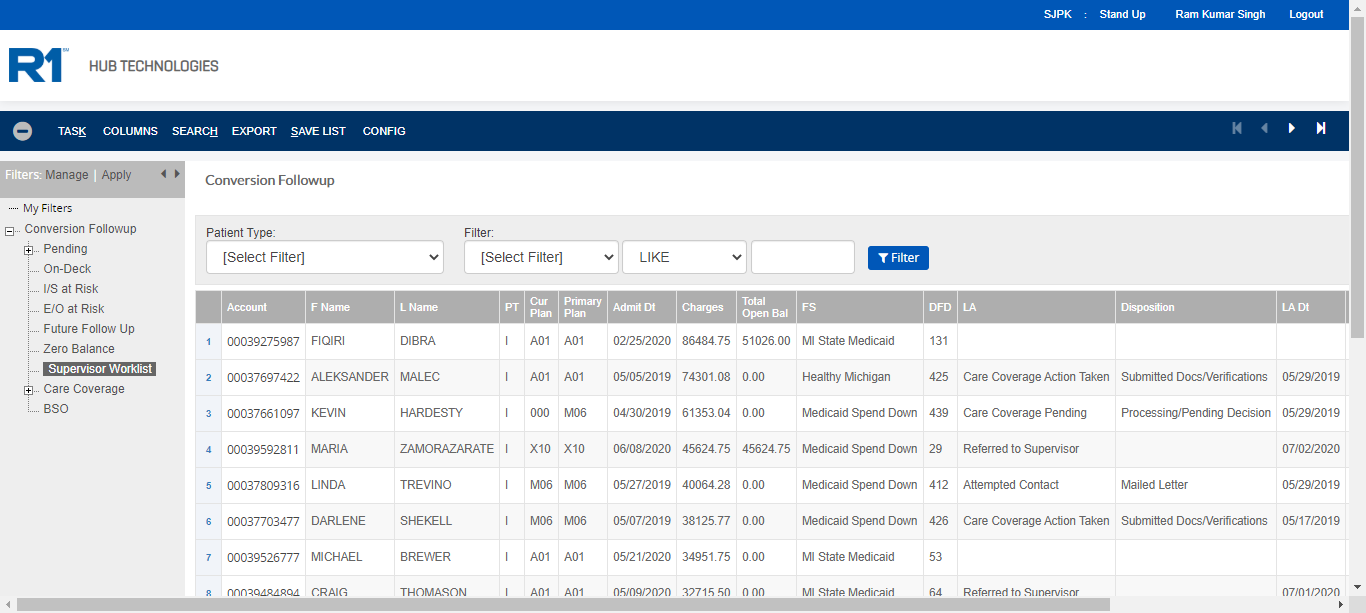 SJPK : Stand Up Ram Kumar Singh Logout
R1 SM HUB TECHNOLOGIES
TASK COLUMNS SEARCH EXPORT SAVE LIST CONFIG
Filters: Manage | Apply
My Filters
Conversion Followup
Pending
On-Deck
I/S at Risk
E/O at Risk
Future Follow Up
Zero Balance
Supervisor Worklist
Care Coverage
BSO
Conversion Followup
Patient Type: Filter:
[Select Filter] [Select Filter] LIKE Filter
Account F Name L Name PT Cur Plan Primary Plan Admit Dt Charges Total Open Bal FS DFD LA Disposition LA Dt
1 00039275987 FIQIRI DIBRA I A01 A01 02/25/2020 86484.75 51026.00 MI State Medicaid 131
2 00037697422 ALEKSANDER MALEC I A01 A01 05/05/2019 74301.08 0.00 Healthy Michigan 425 Care Coverage Action Taken Submitted Docs/Verifications 05/29/2019
3 00037661097 KEVIN HARDESTY I 000 M06 04/30/2019 61353.04 0.00 Medicaid Spend Down 439 Care Coverage Pending Processing/Pending Decision 05/29/2019
4 00039592811 MARIA ZAMORAZARATE I X10 X10 06/08/2020 45624.75 45624.75 Medicaid Spend Down 29 Referred to Supervisor 07/02/2020
5 00037809316 LINDA TREVINO I M06 M06 05/27/2019 40064.28 0.00 Medicaid Spend Down 412 Attempted Contact Mailed Letter 05/29/2019
6 00037703477 DARLENE SHEKELL I M06 M06 05/07/2019 38125.77 0.00 Medicaid Spend Down 426 Care Coverage Action Taken Submitted Docs/Verifications 05/17/2019
7 00039526777 MICHAEL BREWER I A01 A01 05/21/2020 34951.75 0.00 MI State Medicaid 53
8 00039484894 CRAIG THOMASON I A01 A01 05/09/2020 32715.50 0.00 MI State Medicaid 64 Referred to Supervisor 07/01/2020